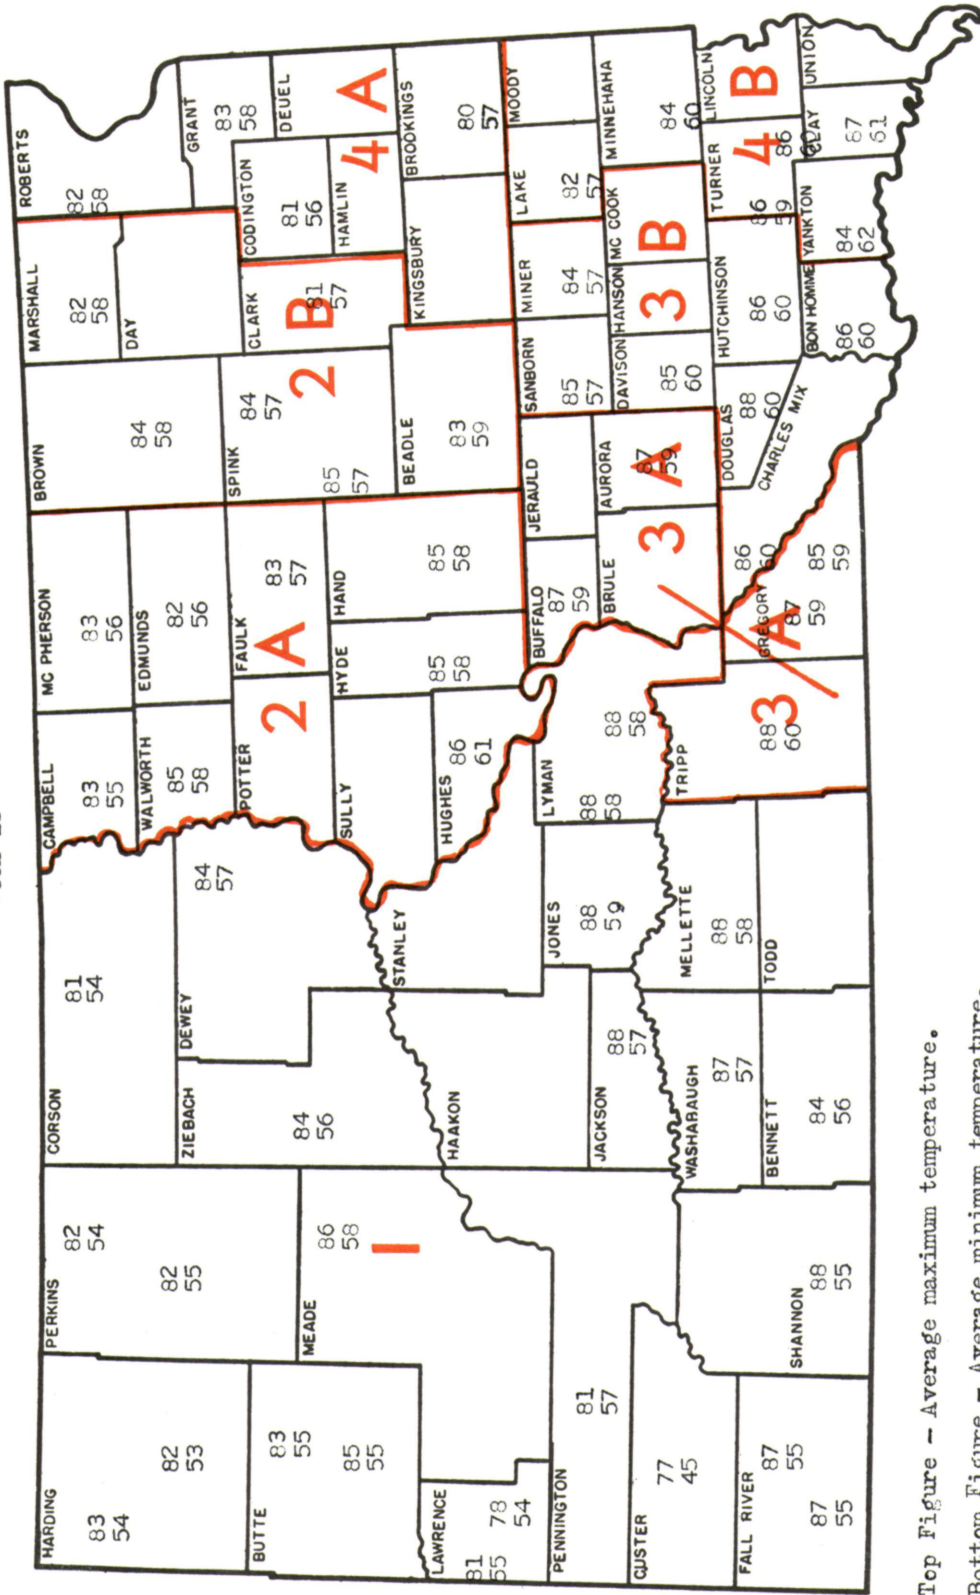 HARDING
83
54
82
53
PERKINS
82
54
82
55
CORSON
81
54
CAMPBELL
83
55
MC PHERSON
83
56
BROWN
84
58
MARSHALL
82
58
ROBERTS
82
58
WALWORTH
85
58
EDMUNDS
82
56
DAY
GRANT
83
58
BUTTE
83
55
85
55
ZIEBACH
84
56
DEWEY
84
57
POTTER
FAULK
83
57
2 A
SPINK
84
57
85
57
2 B
CLARK
81
57
CODINGTON
81
56
DEUEL
HAMLIN
4 A
MEADE
86
58
I
SULLY
HYDE
85
58
HAND
85
58
BEADLE
83
59
KINGSBURY
BROOKINGS
80
57
LAWRENCE
81
55
78
54
HAAKON
STANLEY
HUGHES
86
61
BUFFALO
87
59
JERAULD
SANBORN
85
57
MINER
84
57
LAKE
82
57
MOODY
PENNINGTON
81
57
JACKSON
88
57
JONES
88
59
LYMAN
88
58
88
58
BRULE
AURORA
87
59
3 A
DAVISON
85
60
HANSON
MC COOK
3 B
MINNEHAHA
84
60
CUSTER
77
45
WASHABAUGH
87
57
MELLETTE
88
58
TRIPP
88
60
GREGORY
86
60
87
59
85
59
3 A
DOUGLAS
88
60
CHARLES MIX
HUTCHINSON
86
60
TURNER
86
59
86
LINCOLN
4 B
FALL RIVER
87
55
87
55
SHANNON
88
55
BENNETT
84
56
TODD
BON HOMME
86
60
YANKTON
84
62
CLAY
87
61
UNION
Top Figure - Average maximum temperature.
Bottom Figure - Average minimum temperature.